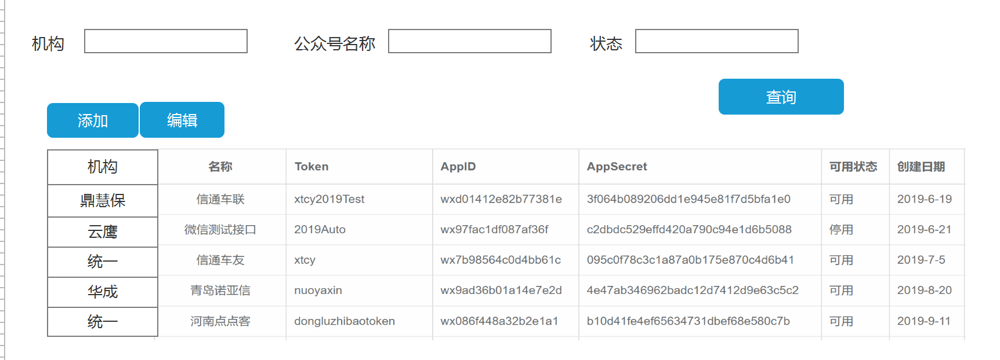 机构 公众号名称 状态
查询
添加 编辑
机构 名称 Token AppID AppSecret 可用状态 创建日期
鼎慧保 信通车联 xtcy2019Test wxd01412e82b77381e 3f064b089206dd1e945e81f7d5bfa1e0 可用 2019-6-19
云鹰 微信测试接口 2019Auto wx97fac1df087af36f c2dbdc529effd420a790c94e1d6b5088 停用 2019-6-21
统一 信通车友 xtcy wx7b98564c0d4bb61c 095c0f78c3c1a87a0b175e870c4d6b41 可用 2019-7-5
华成 青岛诺亚信 nuoyaxin wx9ad36b01a14e7e2d 4e47ab346962badc12d7412d9e63c5c2 可用 2019-8-20
统一 河南点点客 dongluzhibaotoken wx086f448a32b2e1a1 b10d41fe4ef65634731dbef68e580c7b 可用 2019-9-11